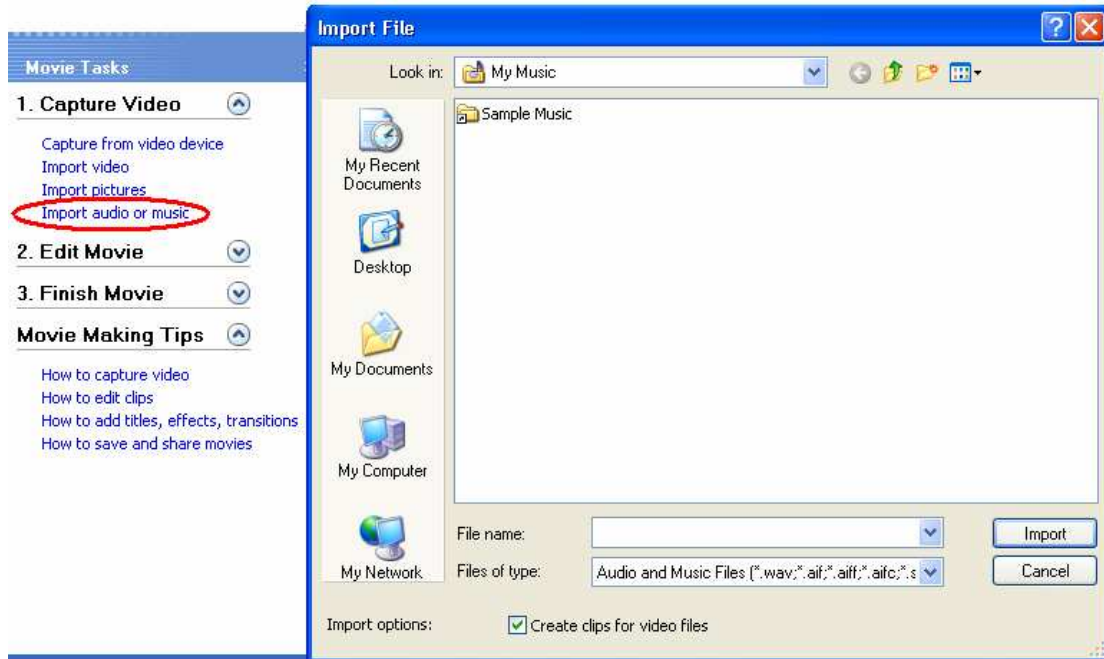 Movie Tasks
1. Capture Video
Capture from video device
Import video
Import pictures
Import audio or music
2. Edit Movie
3. Finish Movie
Movie Making Tips
How to capture video
How to edit clips
How to add titles, effects, transitions
How to save and share movies
Import File
Look in:
My Music
Sample Music
My Recent
Documents
Desktop
My Documents
My Computer
My Network
File name:
Import
Files of type:
Audio and Music Files (*.wav;*.aif;*.aiff;*.aifc;*.s
Cancel
Import options:
Create clips for video files